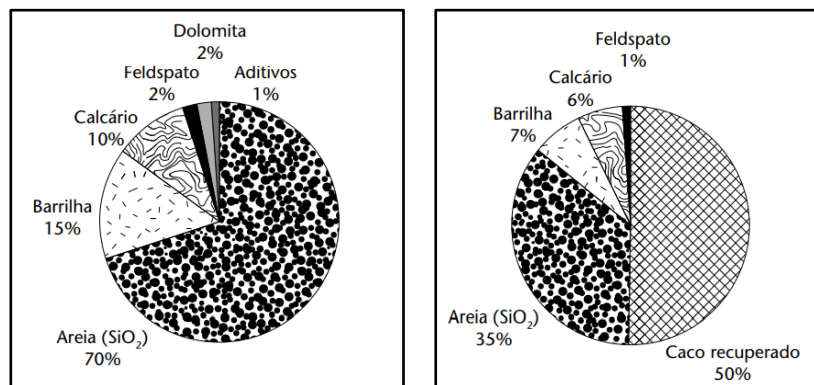 Dolomita
2%
Feldspato
2%
Aditivos
1%
Calcário
10%
Barrilha
15%
Areia (SiO₂)
70%
Feldspato
1%
Calcário
6%
Barrilha
7%
Areia (SiO₂)
35%
Caco recuperado
50%